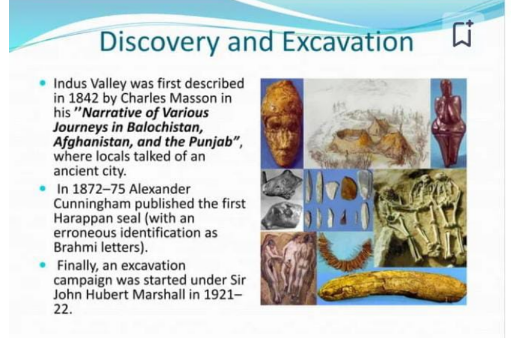 Discovery and Excavation
• Indus Valley was first described
in 1842 by Charles Masson in
his ’’Narrative of Various
Journeys in Balochistan,
Afghanistan, and the Punjab”,
where locals talked of an
ancient city.
• In 1872–75 Alexander
Cunningham published the first
Harappan seal (with an
erroneous identification as
Brahmi letters).
• Finally, an excavation
campaign was started under Sir
John Hubert Marshall in 1921–
22.